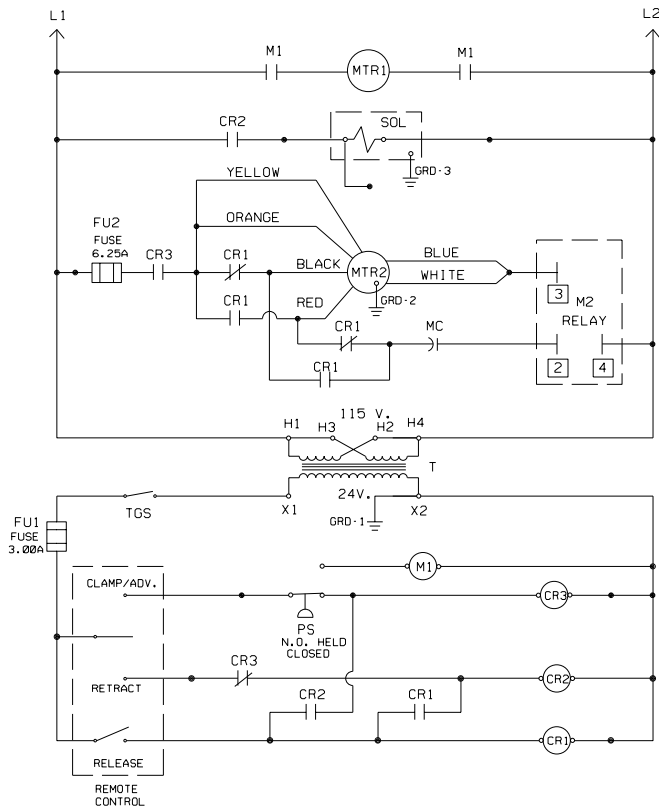 L1
L2
M1
MTR1
M1
CR2
SOL
GRD-3
YELLOW
FU2
FUSE
6.25A
ORANGE
CR3
CR1
BLACK
MTR2
BLUE
WHITE
GRD-2
3
M2
RELAY
CR1
RED
CR1
MC
CR1
2
4
115 V.
H1
H3
H2
H4
T
24V.
X1
X2
GRD-1
TGS
FU1
FUSE
3.00A
M1
CLAMP/ADV.
CR3
PS
N.O. HELD
CLOSED
CR3
RETRACT
CR2
CR2
CR1
CR1
RELEASE
REMOTE
CONTROL